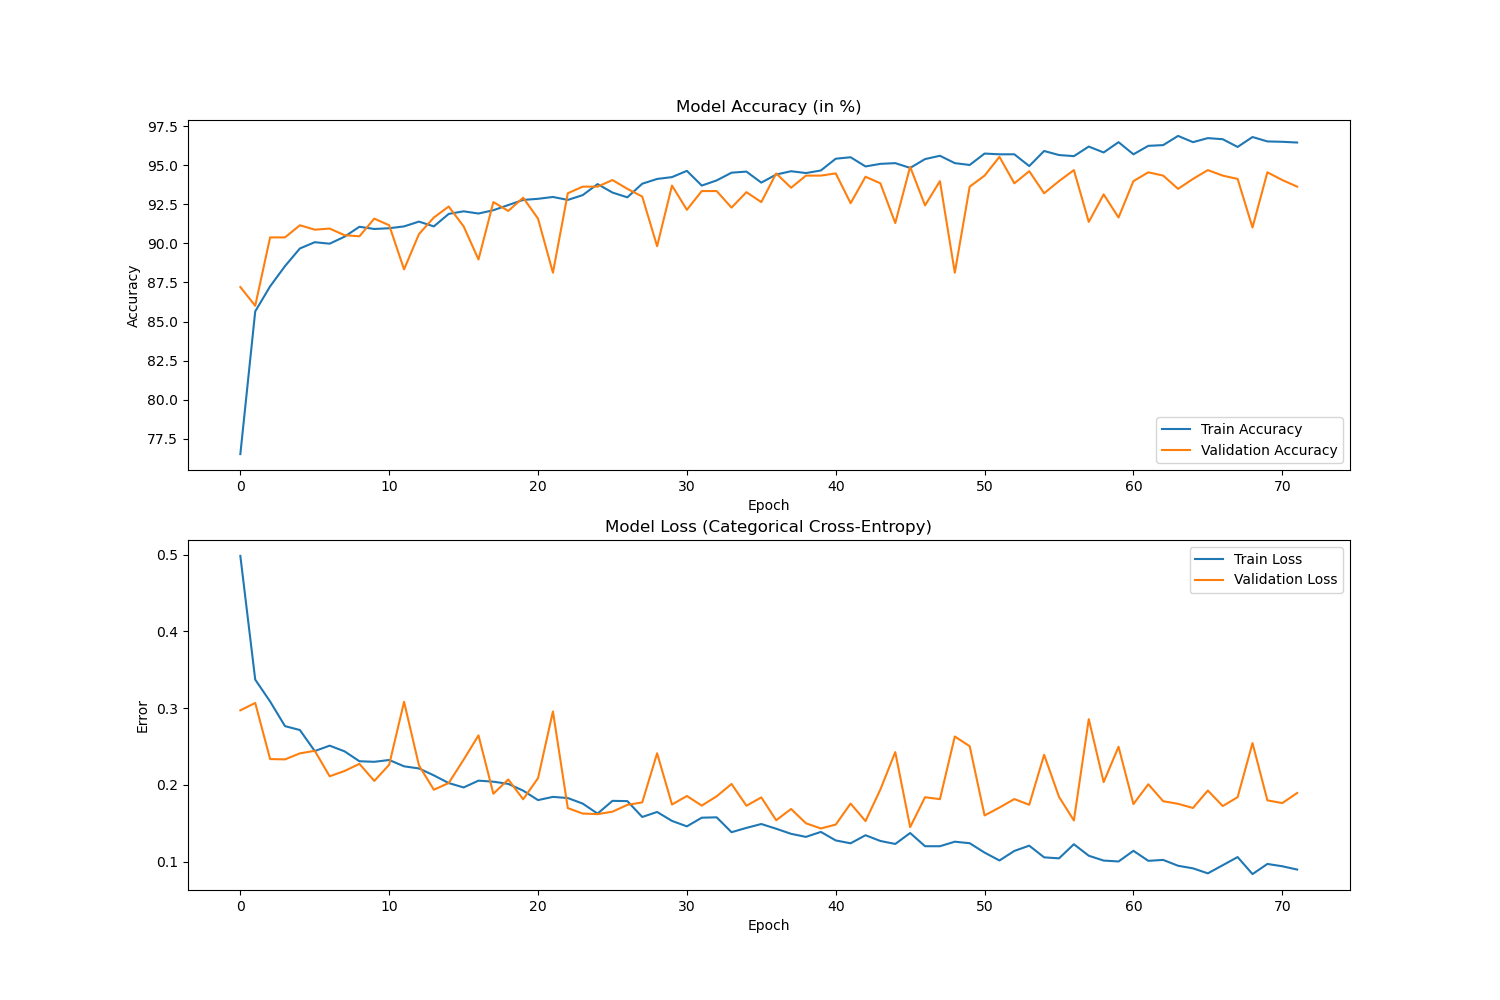 Model Accuracy (in %)
97.5
95.0
92.5
90.0
87.5
85.0
82.5
80.0
77.5
Accuracy
Train Accuracy
Validation Accuracy
0 10 20 30 40 50 60 70
Epoch
Model Loss (Categorical Cross-Entropy)
0.5
0.4
0.3
0.2
0.1
Error
Train Loss
Validation Loss
0 10 20 30 40 50 60 70
Epoch